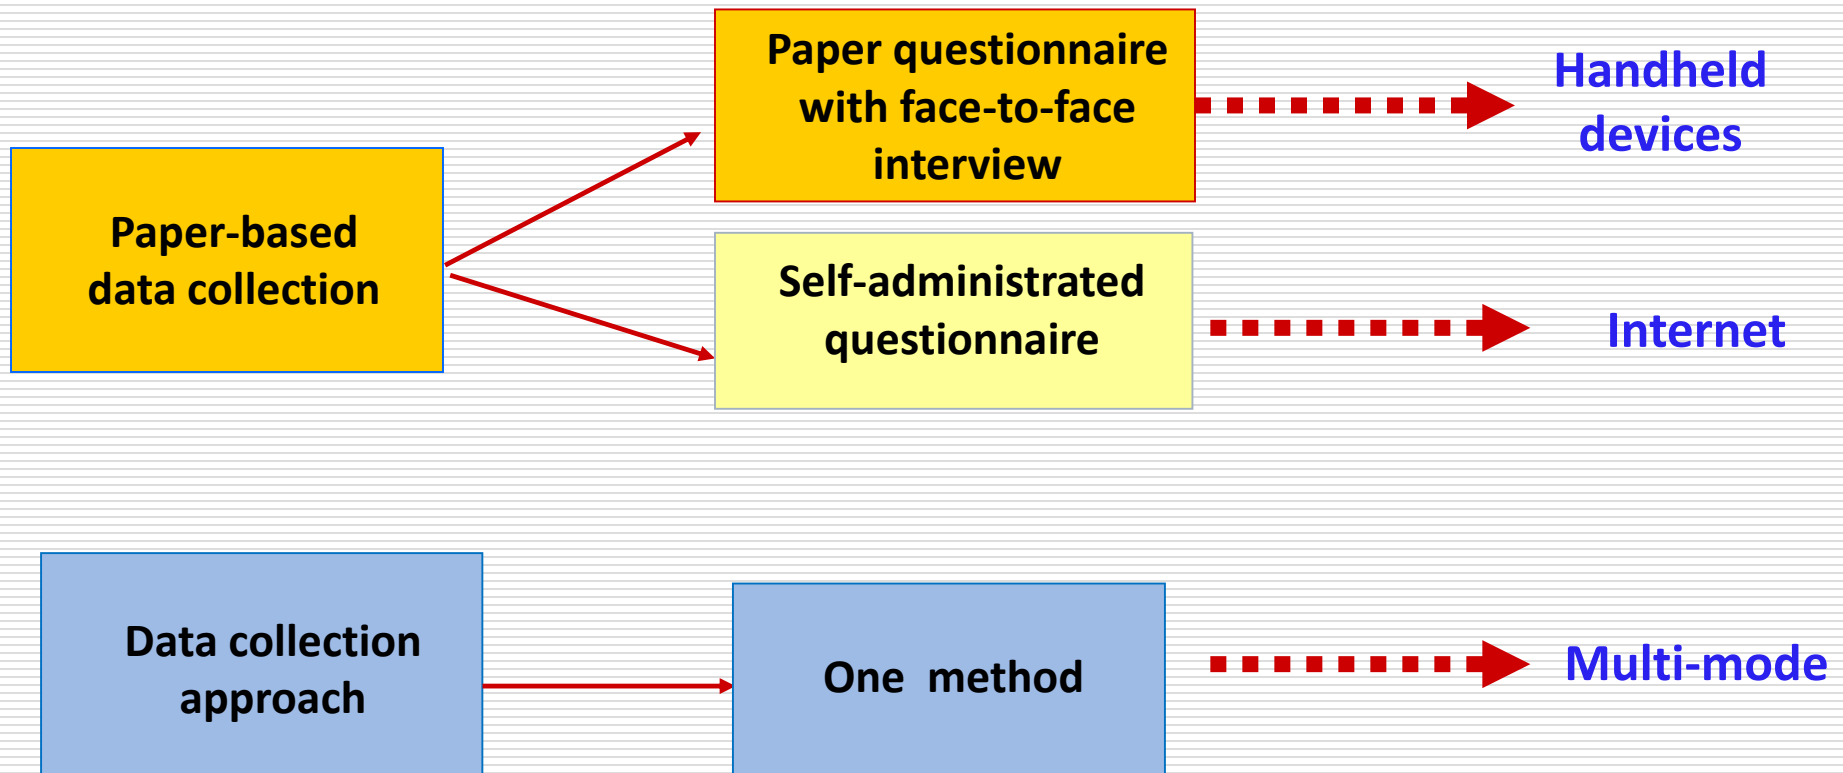 Paper questionnaire
with face-to-face
interview
Handheld
devices
Paper-based
data collection
Self-administrated
questionnaire
Internet
Data collection
approach
One method
Multi-mode